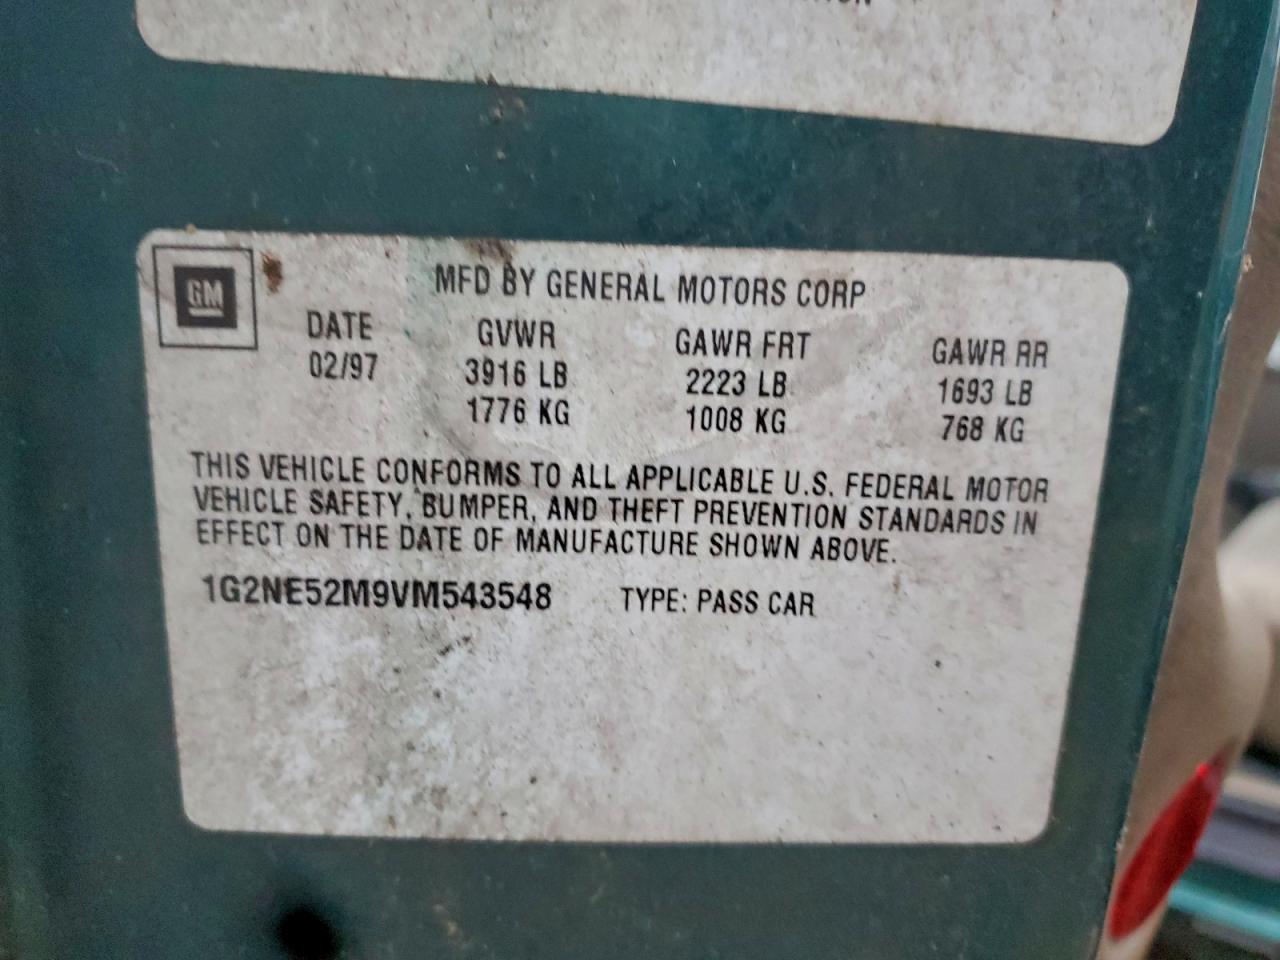 GM
MFD BY GENERAL MOTORS CORP
DATE GVWR GAWR FRT GAWR RR
02/97 3916 LB 2223 LB 1693 LB
1776 KG 1008 KG 768 KG
THIS VEHICLE CONFORMS TO ALL APPLICABLE U.S. FEDERAL MOTOR
VEHICLE SAFETY, BUMPER, AND THEFT PREVENTION STANDARDS IN
EFFECT ON THE DATE OF MANUFACTURE SHOWN ABOVE.
1G2NE52M9VM543548 TYPE: PASS CAR